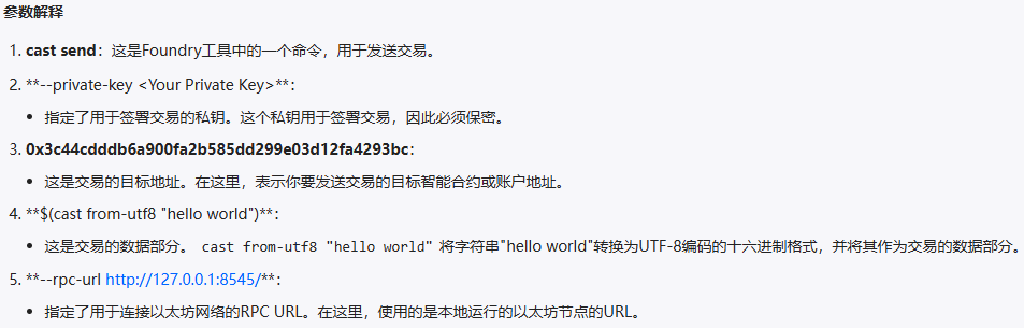 参数解释
1. cast send：这是Foundry工具中的一个命令，用于发送交易。
2. **--private-key <Your Private Key>**:
• 指定了用于签署交易的私钥。这个私钥用于签署交易，因此必须保密。
3. 0x3c44cdddb6a900fa2b585dd299e03d12fa4293bc：
• 这是交易的目标地址。在这里，表示你要发送交易的目标智能合约或账户地址。
4. **$(cast from-utf8 "hello world")**:
• 这是交易的数据部分。 cast from-utf8 "hello world" 将字符串"hello world"转换为UTF-8编码的十六进制格式，并将其作为交易的数据部分。
5. **--rpc-url http://127.0.0.1:8545/**:
• 指定了用于连接以太坊网络的RPC URL。在这里，使用的是本地运行的以太坊节点的URL。